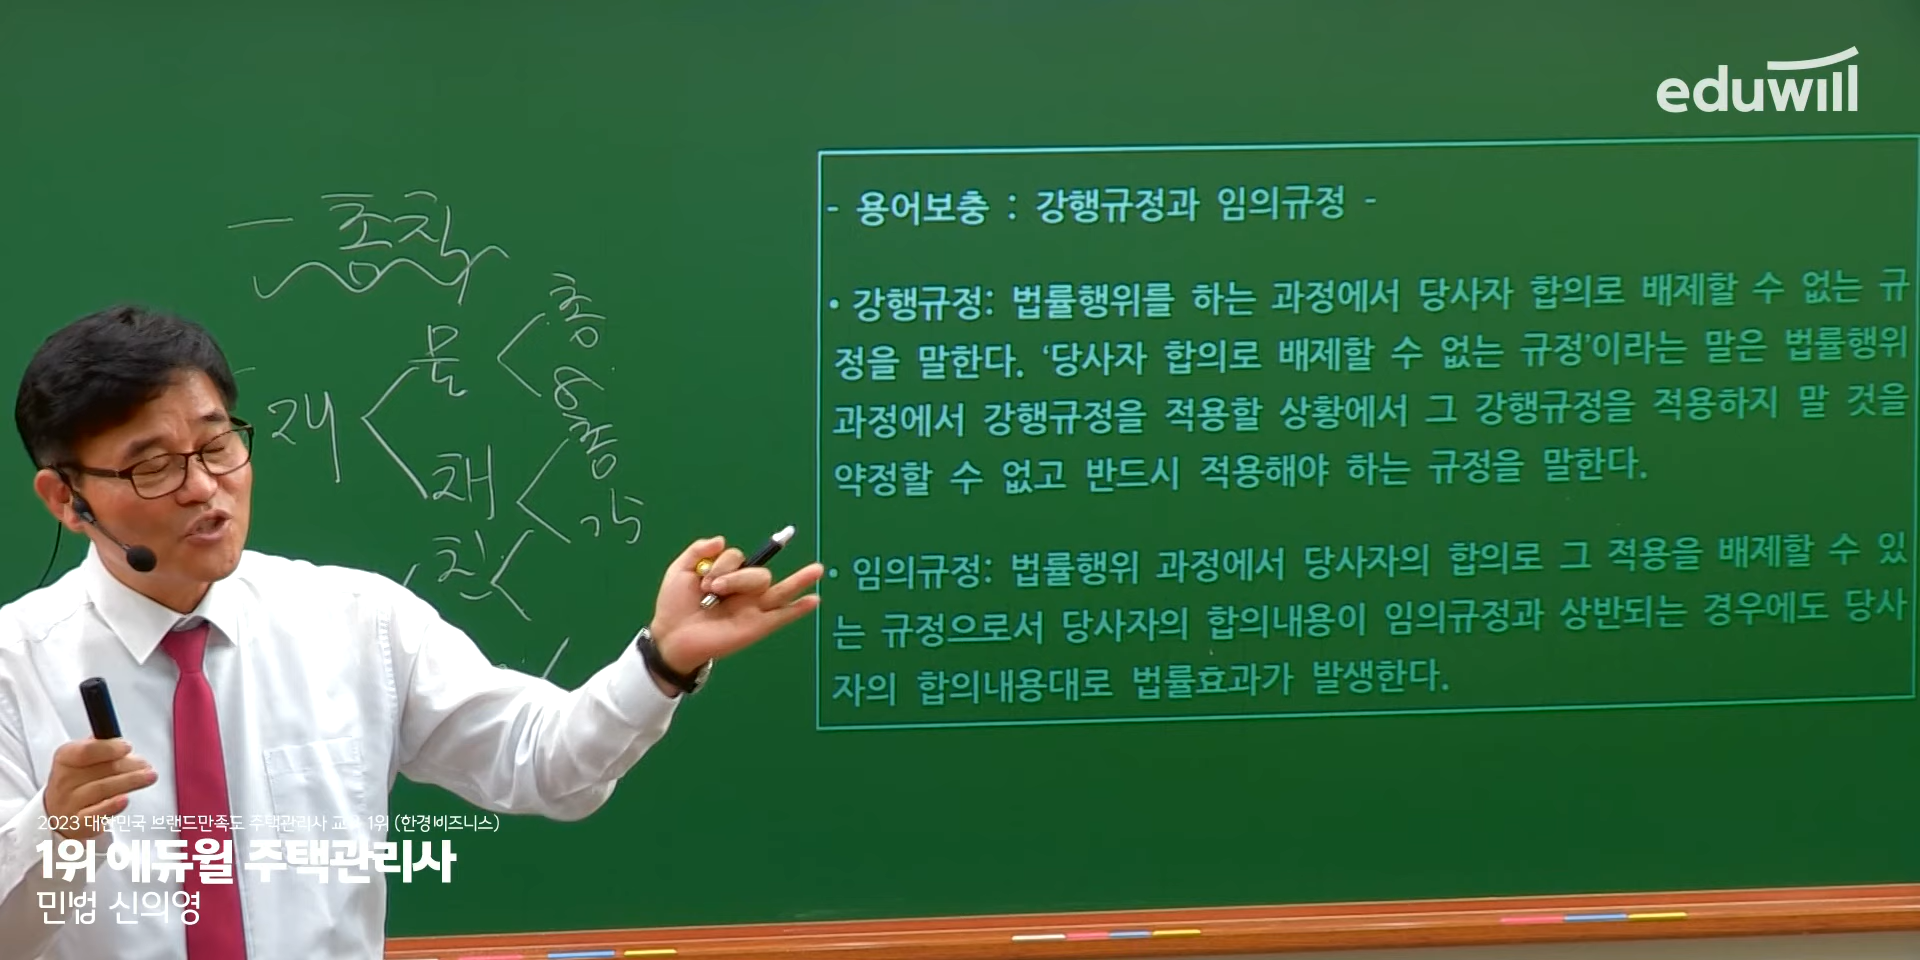 eduwill
- 용어보충 : 강행규정과 임의규정 -
• 강행규정: 법률행위를 하는 과정에서 당사자 합의로 배제할 수 없는 규
정을 말한다. ‘당사자 합의로 배제할 수 없는 규정’이라는 말은 법률행위
과정에서 강행규정을 적용할 상황에서 그 강행규정을 적용하지 말 것을
약정할 수 없고 반드시 적용해야 하는 규정을 말한다.
• 임의규정: 법률행위 과정에서 당사자의 합의로 그 적용을 배제할 수 있
는 규정으로서 당사자의 합의내용이 임의규정과 상반되는 경우에도 당사
자의 합의내용대로 법률효과가 발생한다.
- 총칙
총
물
재
총
채
각
친
2023 대한민국 브랜드만족도 주택관리사 교육 1위 (한경비즈니스)
1위 에듀윌 주택관리사
민법 신의영